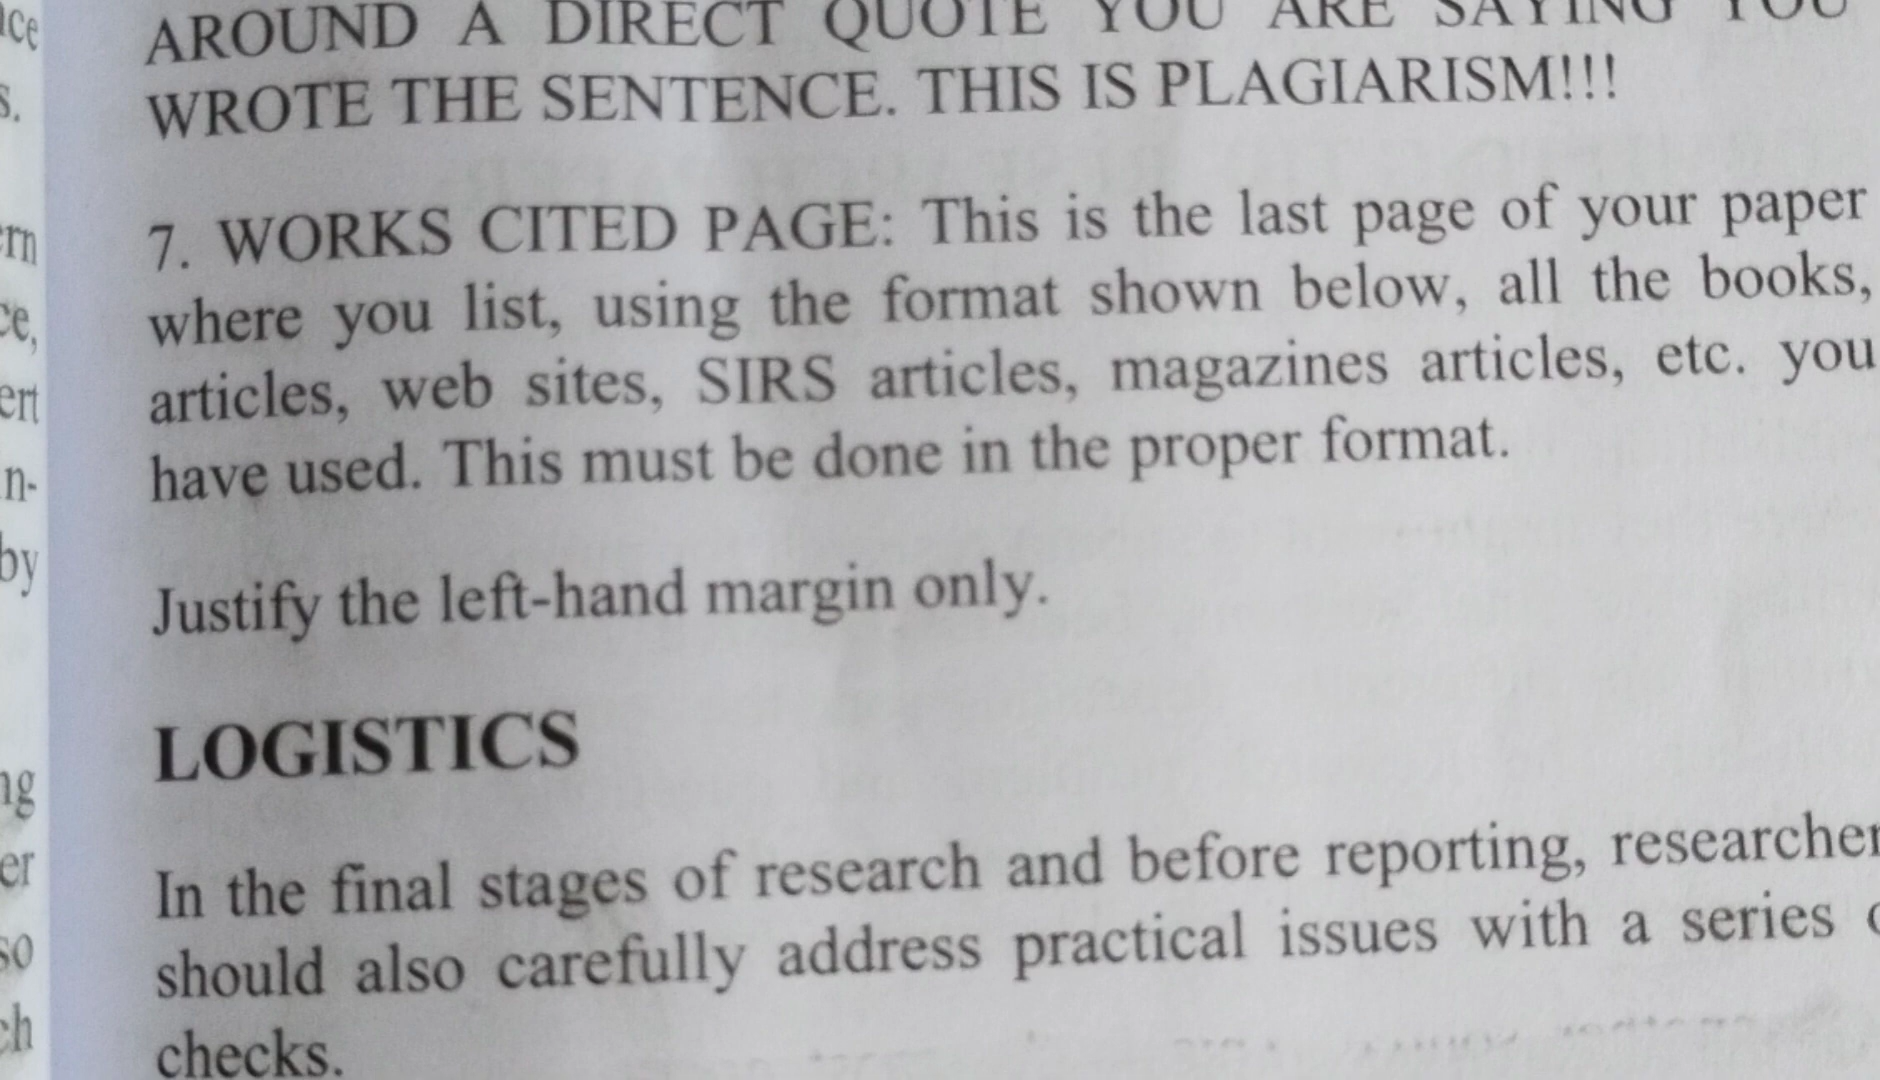 AROUND A DIRECT QUOTE YOU ARE SAYING YOU
WROTE THE SENTENCE. THIS IS PLAGIARISM!!!
7. WORKS CITED PAGE: This is the last page of your paper
where you list, using the format shown below, all the books,
articles, web sites, SIRS articles, magazines articles, etc. you
have used. This must be done in the proper format.
Justify the left-hand margin only.
LOGISTICS
In the final stages of research and before reporting, researcher
should also carefully address practical issues with a series
checks.